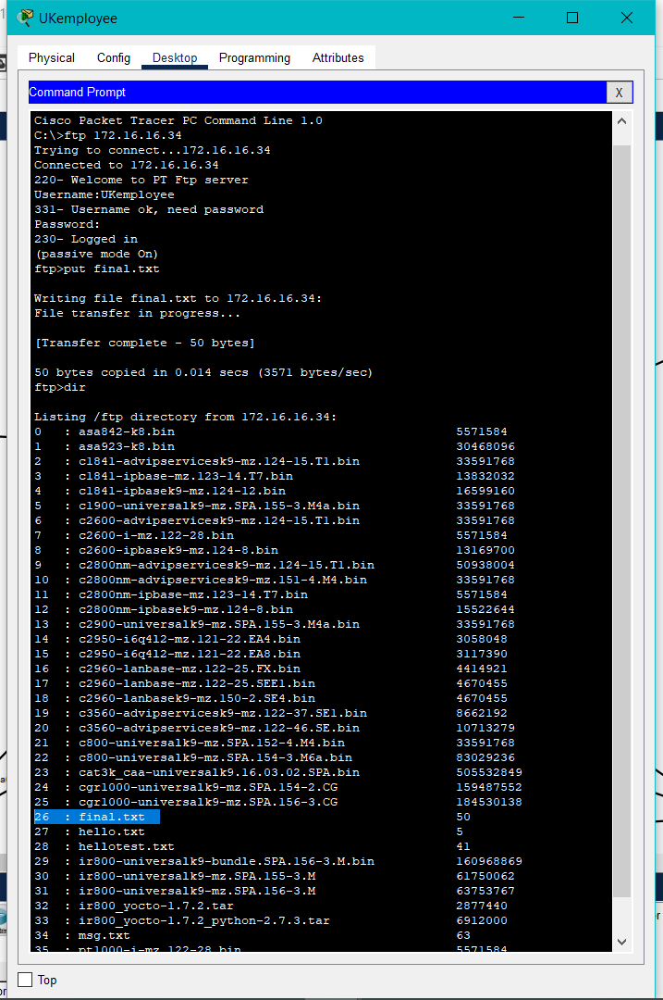 UKemployee
Physical Config Desktop Programming Attributes
Command Prompt X
Cisco Packet Tracer PC Command Line 1.0
C:\>ftp 172.16.16.34
Trying to connect...172.16.16.34
Connected to 172.16.16.34
220- Welcome to PT Ftp server
Username:UKemployee
331- Username ok, need password
Password:
230- Logged in
(passive mode On)
ftp>put final.txt
Writing file final.txt to 172.16.16.34:
File transfer in progress...
[Transfer complete - 50 bytes]
50 bytes copied in 0.014 secs (3571 bytes/sec)
ftp>dir
Listing /ftp directory from 172.16.16.34:
0 : asa842-k8.bin 5571584
1 : asa923-k8.bin 30468096
2 : c1841-advipservicesk9-mz.124-15.T1.bin 33591768
3 : c1841-ipbase-mz.123-14.T7.bin 13832032
4 : c1841-ipbasek9-mz.124-12.bin 16599160
5 : c1900-universalk9-mz.SPA.155-3.M4a.bin 33591768
6 : c2600-advipservicesk9-mz.124-15.T1.bin 33591768
7 : c2600-i-mz.122-28.bin 5571584
8 : c2600-ipbasek9-mz.124-8.bin 13169700
9 : c2800nm-advipservicesk9-mz.124-15.T1.bin 50938004
10 : c2800nm-advipservicesk9-mz.151-4.M4.bin 33591768
11 : c2800nm-ipbase-mz.123-14.T7.bin 5571584
12 : c2800nm-ipbasek9-mz.124-8.bin 15522644
13 : c2900-universalk9-mz.SPA.155-3.M4a.bin 33591768
14 : c2950-i6q4l2-mz.121-22.EA4.bin 3058048
15 : c2950-i6q4l2-mz.121-22.EA8.bin 3117390
16 : c2960-lanbase-mz.122-25.FX.bin 4414921
17 : c2960-lanbase-mz.122-25.SEE1.bin 4670455
18 : c2960-lanbasek9-mz.150-2.SE4.bin 4670455
19 : c3560-advipservicesk9-mz.122-37.SE1.bin 8662192
20 : c3560-advipservicesk9-mz.122-46.SE.bin 10713279
21 : c800-universalk9-mz.SPA.152-4.M4.bin 33591768
22 : c800-universalk9-mz.SPA.154-3.M6a.bin 83029236
23 : cat3k_caa-universalk9.16.03.02.SPA.bin 505532849
24 : cgr1000-universalk9-mz.SPA.154-2.CG 159487552
25 : cgr1000-universalk9-mz.SPA.156-3.CG 184530138
26 : final.txt 50
27 : hello.txt 5
28 : hellotest.txt 41
29 : ir800-universalk9-bundle.SPA.156-3.M.bin 160968869
30 : ir800-universalk9-mz.SPA.155-3.M 61750062
31 : ir800-universalk9-mz.SPA.156-3.M 63753767
32 : ir800_yocto-1.7.2.tar 2877440
33 : ir800_yocto-1.7.2_python-2.7.3.tar 6912000
34 : msg.txt 63
35 : pt1000-i-mz.122-28.bin 5571584
Top